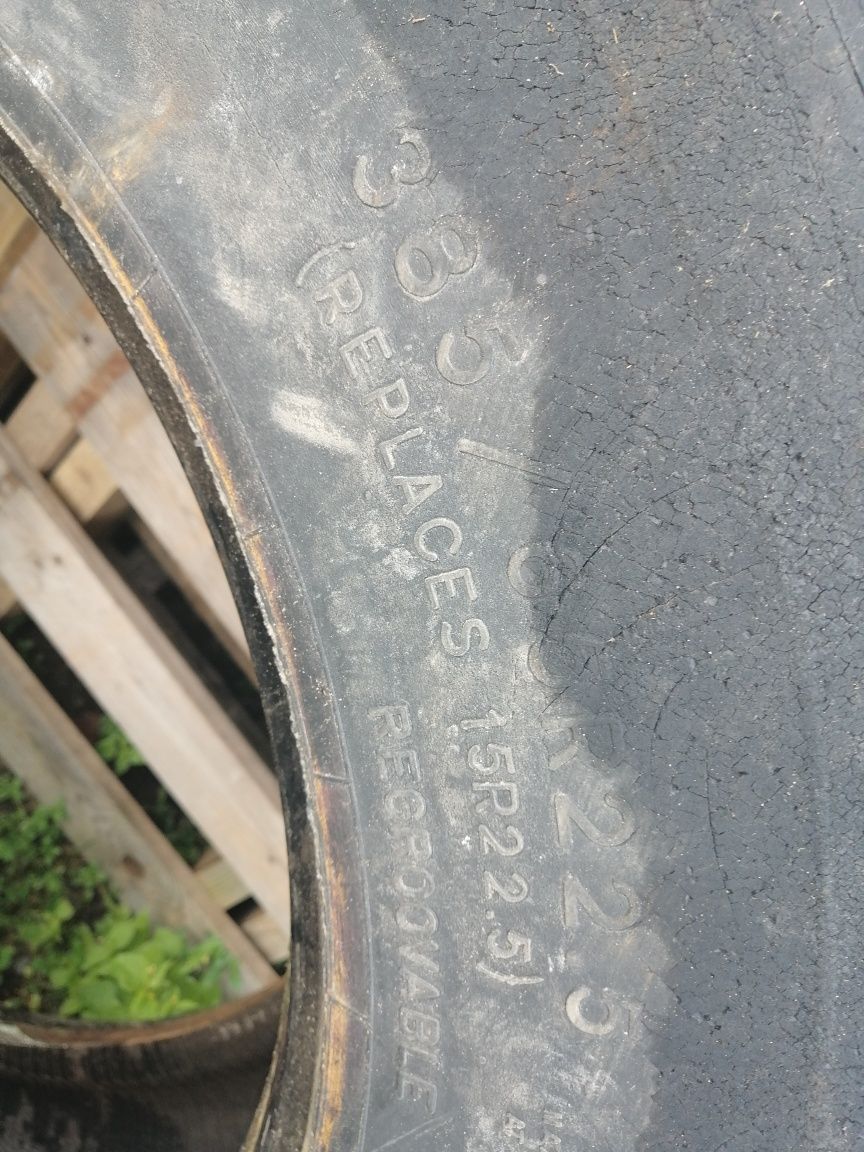 385/65R22.5
(REPLACES 15R22.5)
REGROOVABLE